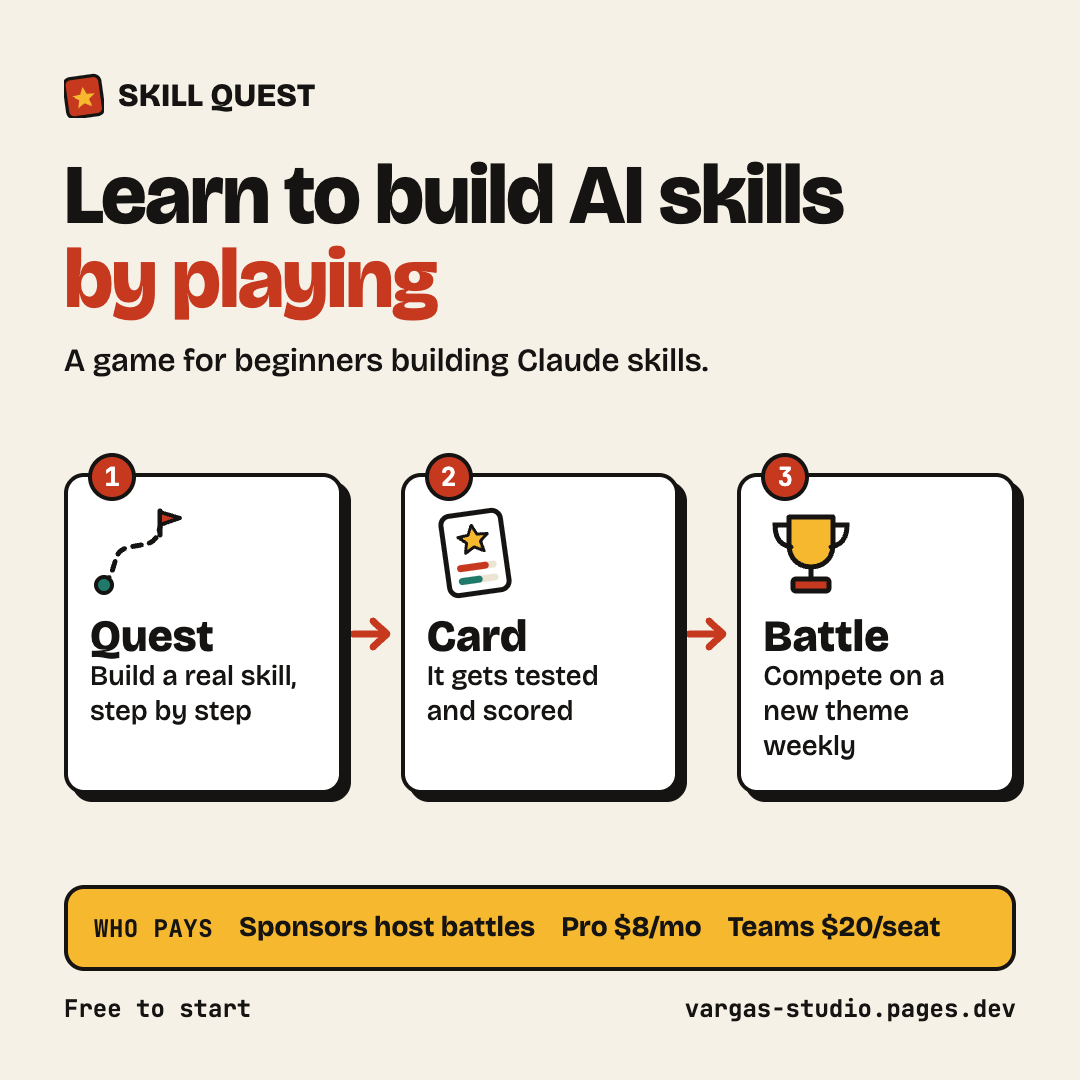 SKILL QUEST
Learn to build AI skills
by playing
A game for beginners building Claude skills.
1
Quest
Build a real skill,
step by step
2
Card
It gets tested
and scored
3
Battle
Compete on a
new theme
weekly
WHO PAYS Sponsors host battles Pro $8/mo Teams $20/seat
Free to start
vargas-studio.pages.dev